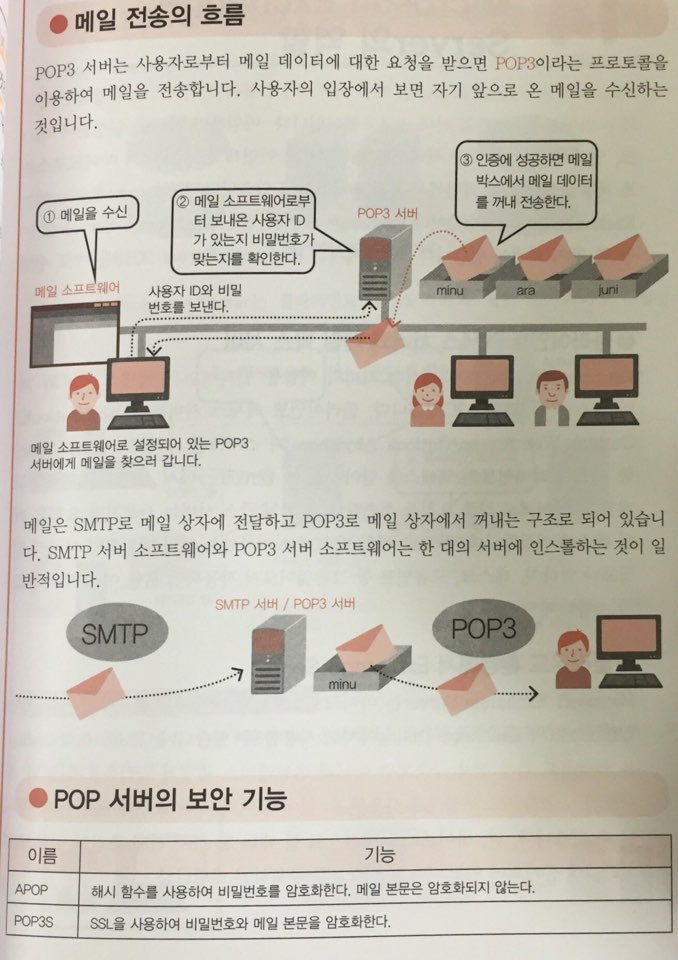 ● 메일 전송의 흐름
POP3 서버는 사용자로부터 메일 데이터에 대한 요청을 받으면 POP3이라는 프로토콜을
이용하여 메일을 전송합니다. 사용자의 입장에서 보면 자기 앞으로 온 메일을 수신하는
것입니다.
① 메일을 수신
② 메일 소프트웨어로부
터 보내온 사용자 ID
가 있는지 비밀번호가
맞는지를 확인한다.
POP3 서버
③ 인증에 성공하면 메일
박스에서 메일 데이터
를 꺼내 전송한다.
메일 소프트웨어
사용자 ID와 비밀
번호를 보낸다.
minu
ara
juni
메일 소프트웨어로 설정되어 있는 POP3
서버에게 메일을 찾으러 갑니다.
메일은 SMTP로 메일 상자에 전달하고 POP3로 메일 상자에서 꺼내는 구조로 되어 있습니
다. SMTP 서버 소프트웨어와 POP3 서버 소프트웨어는 한 대의 서버에 인스톨하는 것이 일
반적입니다.
SMTP
SMTP 서버 / POP3 서버
minu
POP3
● POP 서버의 보안 기능
이름 기능
APOP 해시 함수를 사용하여 비밀번호를 암호화한다. 메일 본문은 암호화되지 않는다.
POP3S SSL을 사용하여 비밀번호와 메일 본문을 암호화한다.